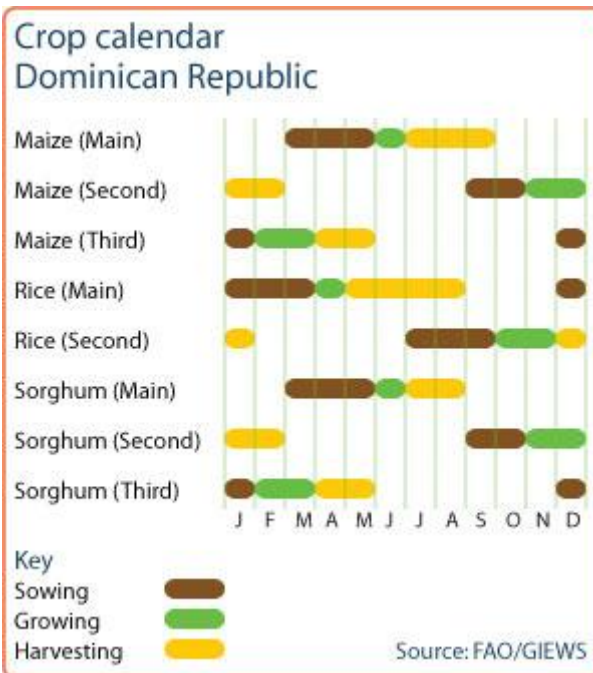 Crop calendar
Dominican Republic
Maize (Main)
Maize (Second)
Maize (Third)
Rice (Main)
Rice (Second)
Sorghum (Main)
Sorghum (Second)
Sorghum (Third)
J F M A M J J A S O N D
Key
Sowing
Growing
Harvesting
Source: FAO/GIEWS